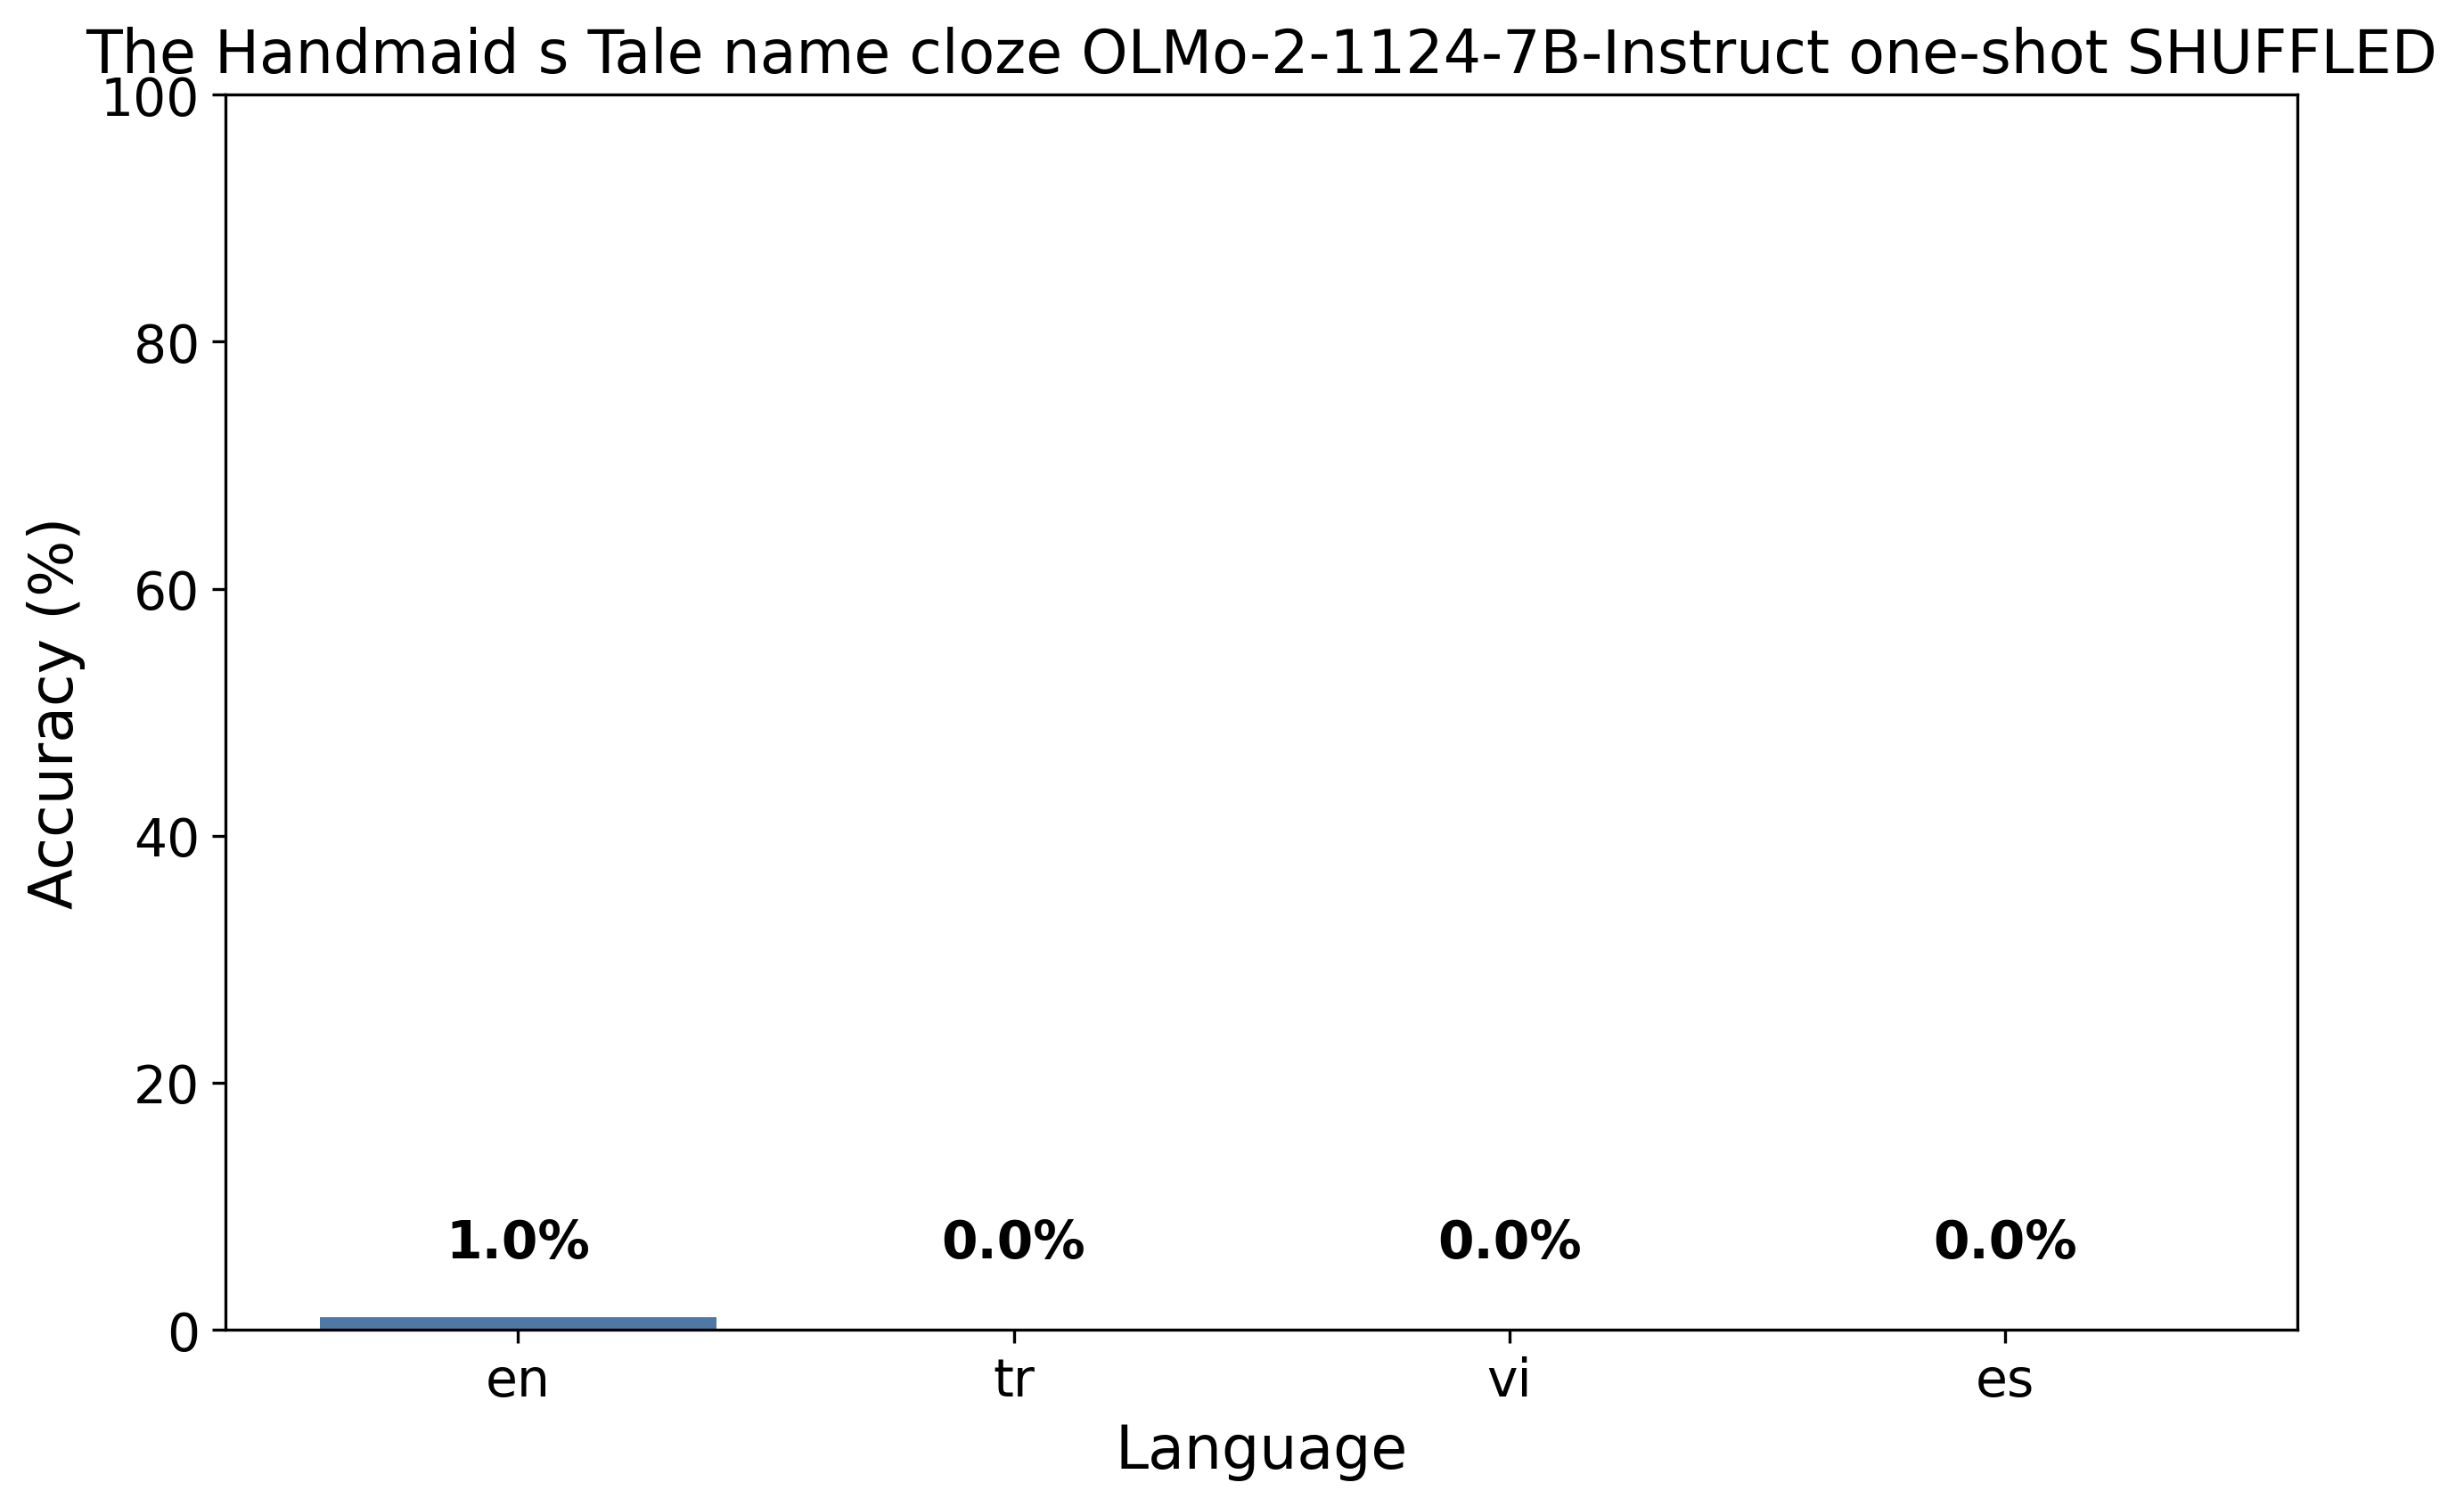 The Handmaid s Tale name cloze OLMo-2-1124-7B-Instruct one-shot SHUFFLED
100
80
60
40
20
0
Accuracy (%)
1.0% 0.0% 0.0% 0.0%
en tr vi es
Language